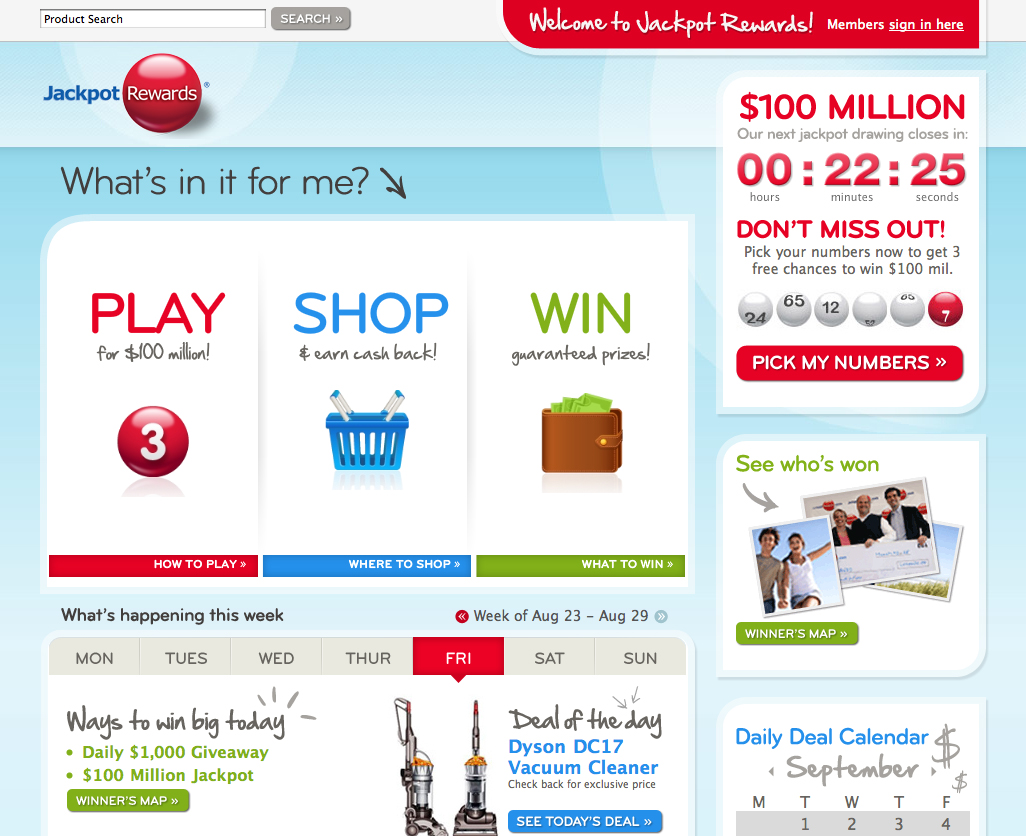 Product Search
SEARCH »
Welcome to Jackpot Rewards!
Members sign in here
Jackpot Rewards®
What's in it for me?
PLAY
for $100 million!
3
HOW TO PLAY »
SHOP
& earn cash back!
WHERE TO SHOP »
WIN
guaranteed prizes!
WHAT TO WIN »
$100 MILLION
Our next jackpot drawing closes in:
00 : 22 : 25
hours minutes seconds
DON'T MISS OUT!
Pick your numbers now to get 3
free chances to win $100 mil.
24 65 12 7
PICK MY NUMBERS »
See who's won
WINNER'S MAP »
What's happening this week
« Week of Aug 23 – Aug 29 »
MON TUES WED THUR FRI SAT SUN
Ways to win big today
• Daily $1,000 Giveaway
• $100 Million Jackpot
WINNER'S MAP »
Deal of the day
Dyson DC17
Vacuum Cleaner
Check back for exclusive price
SEE TODAY'S DEAL »
Daily Deal Calendar
September
$
$
M T W T F
1 2 3 4